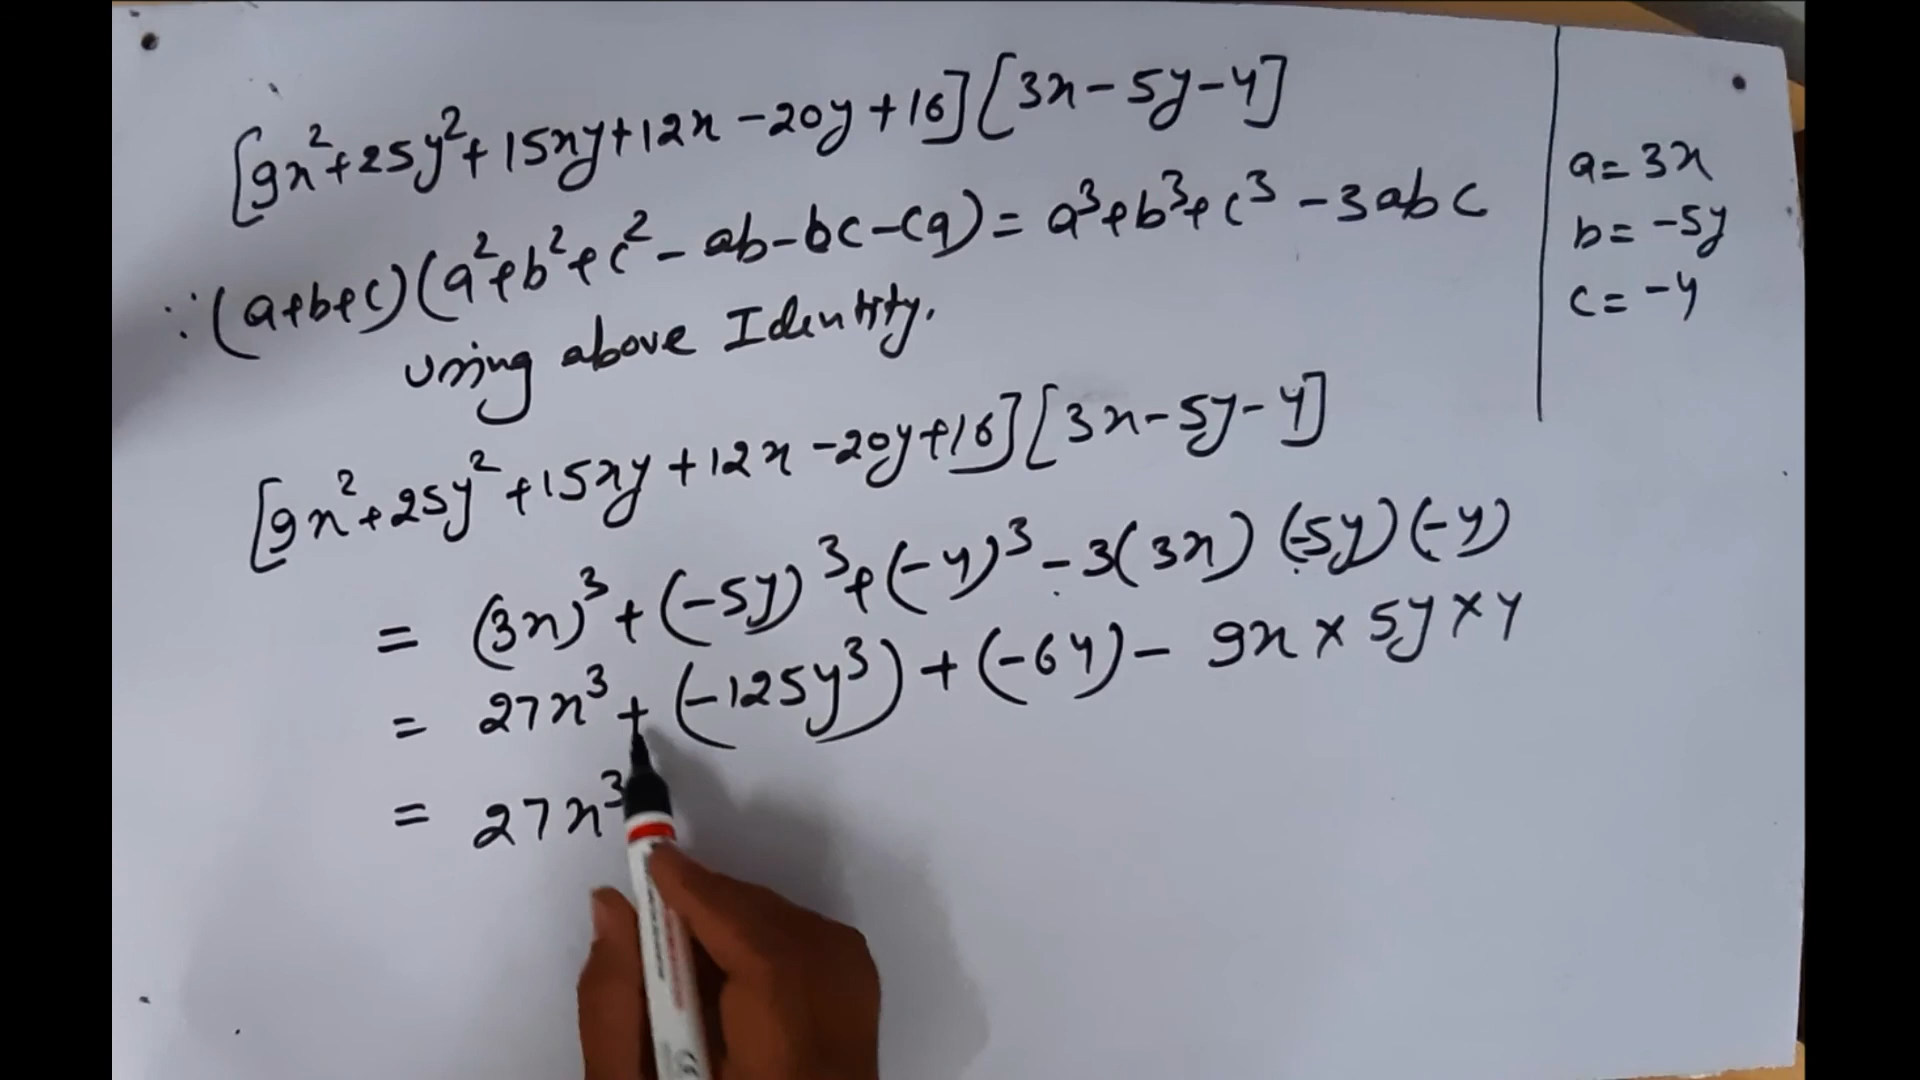 [9x²+25y²+15xy+12x-20y+16][3x-5y-4]
∵(a+b+c)(a²+b²+c²-ab-bc-ca)=a³+b³+c³-3abc
using above Identity.
[9x²+25y²+15xy+12x-20y+16][3x-5y-4]
= (3x)³+(-5y)³+(-4)³-3(3x)(-5y)(-4)
= 27x³+(-125y³)+(-64)-9x×5y×4
= 27x³
a=3x
b=-5y
c=-4